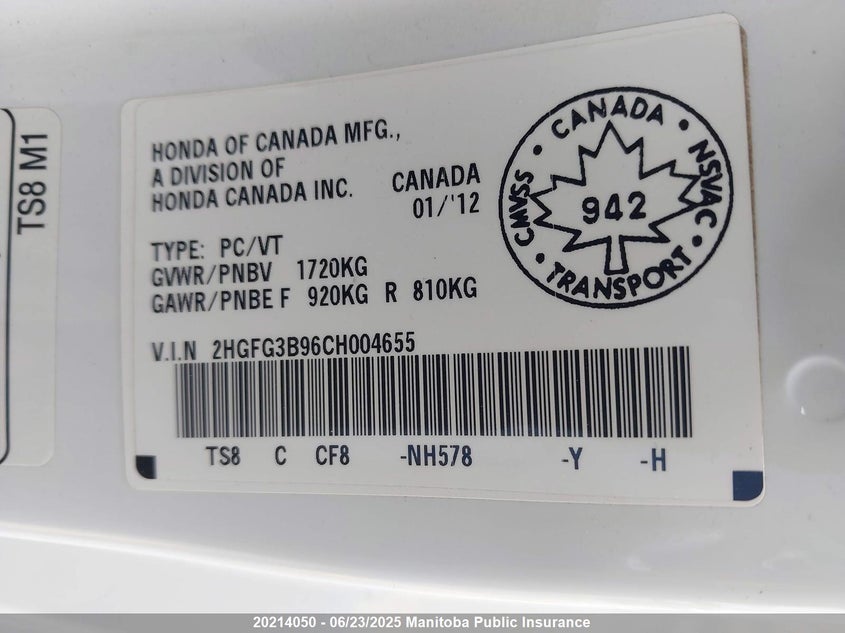 TS8 M1
HONDA OF CANADA MFG.,
A DIVISION OF
HONDA CANADA INC.
CANADA
01/'12
TYPE: PC/VT
GVWR/PNBV 1720KG
GAWR/PNBE F 920KG R 810KG
V.I.N 2HGFG3B96CH004655
TS8 C CF8 -NH578 -Y -H
CANADA
CMVSS • NSVAC
942
TRANSPORT
20214050 - 06/23/2025 Manitoba Public Insurance